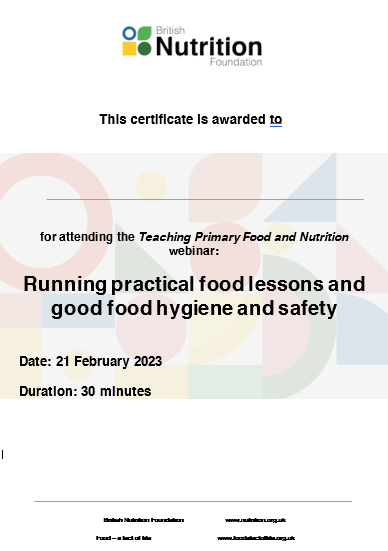 British
Nutrition
Foundation
This certificate is awarded to
for attending the Teaching Primary Food and Nutrition
webinar:
Running practical food lessons and
good food hygiene and safety
Date: 21 February 2023
Duration: 30 minutes
British Nutrition Foundation www.nutrition.org.uk
Food – a fact of life www.foodafactoflife.org.uk